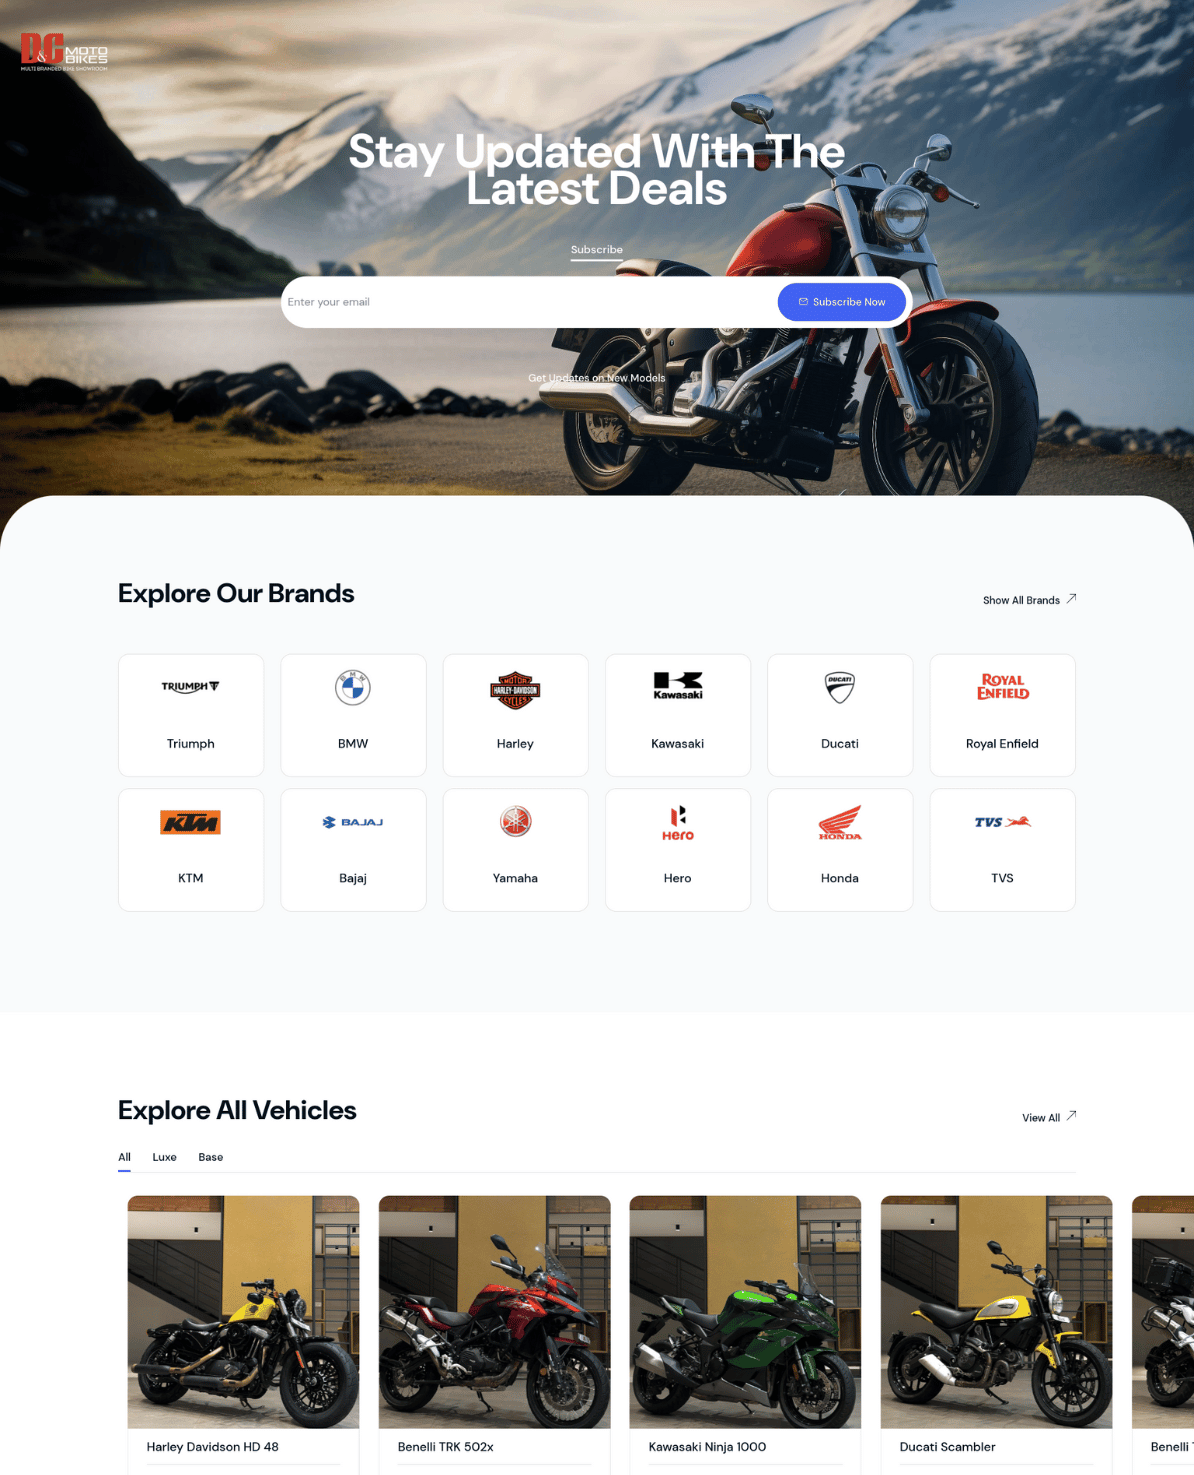 D&C MOTO BIKES
MULTI BRANDED BIKE SHOWROOM
Stay Updated With The
Latest Deals
Subscribe
Enter your email
Subscribe Now
Get Updates on New Models
Explore Our Brands
Show All Brands
TRIUMPH
BMW
MOTOR
HARLEY-DAVIDSON
CYCLES
Kawasaki
DUCATI
ROYAL
ENFIELD
Triumph
BMW
Harley
Kawasaki
Ducati
Royal Enfield
KTM
BAJAJ
Hero
HONDA
TVS
KTM
Bajaj
Yamaha
Hero
Honda
TVS
Explore All Vehicles
View All
All
Luxe
Base
Harley Davidson HD 48
Benelli TRK 502x
Kawasaki Ninja 1000
Ducati Scambler
Benelli